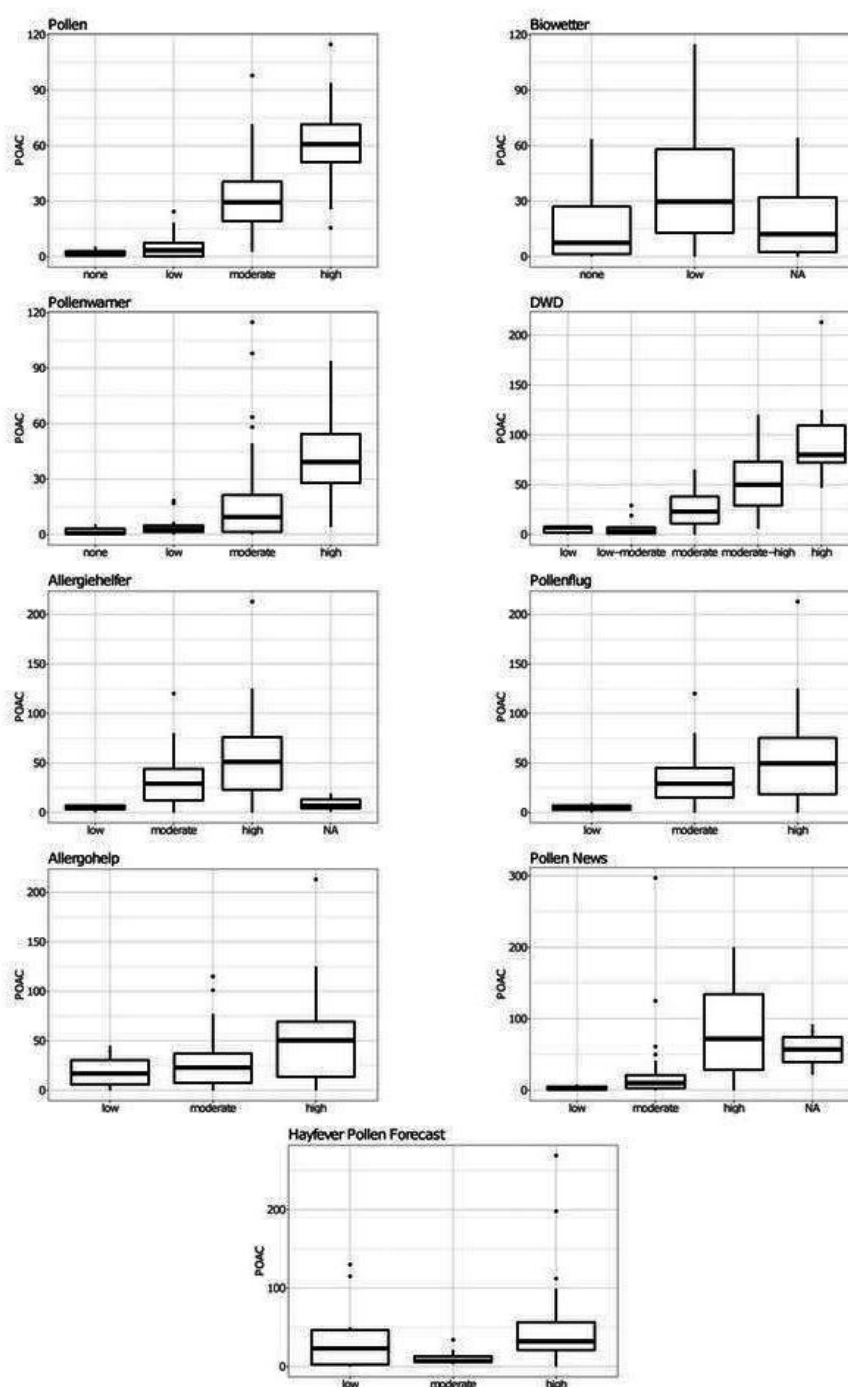 Pollen
120
90
60
30
0
POAC
none low moderate high
Biowetter
120
90
60
30
0
POAC
none low NA
Pollenwarner
120
90
60
30
0
POAC
none low moderate high
DWD
200
150
100
50
0
POAC
low low-moderate moderate moderate-high high
Allergiehelfer
200
150
100
50
0
POAC
low moderate high NA
Pollenflug
200
150
100
50
0
POAC
low moderate high
Allergohelp
200
150
100
50
0
POAC
low moderate high
Pollen News
300
200
100
0
POAC
low moderate high NA
Hayfever Pollen Forecast
200
100
0
POAC
low moderate high